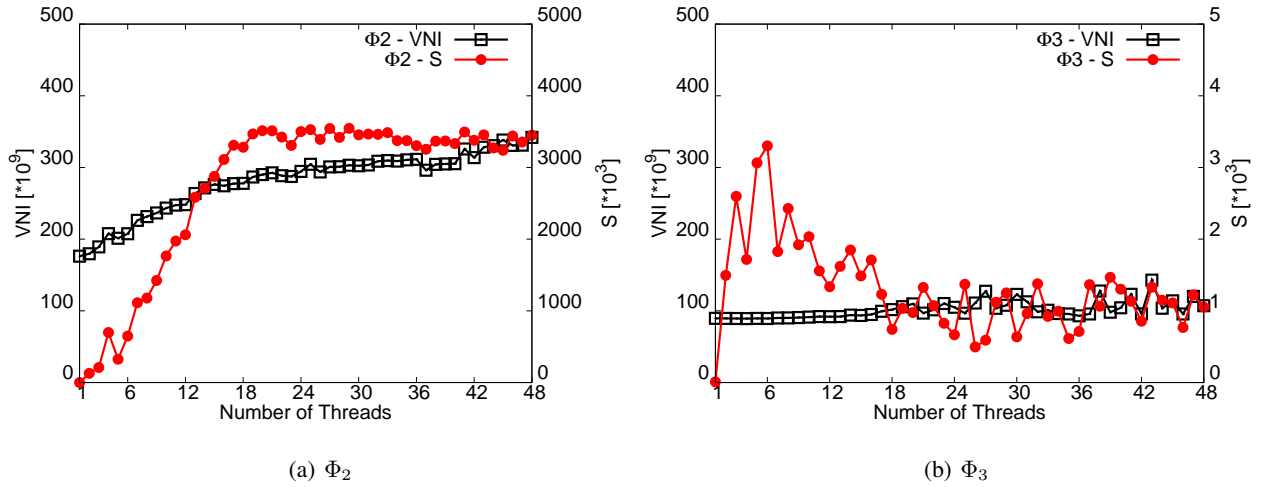 500
400
300
200
100
0
VNI [*10^9]
5000
4000
3000
2000
1000
0
S [*10^3]
Φ2 - VNI
Φ2 - S
1 6 12 18 24 30 36 42 48
Number of Threads
(a) Φ₂
500
400
300
200
100
0
VNI [*10^9]
5
4
3
2
1
0
S [*10^3]
Φ3 - VNI
Φ3 - S
1 6 12 18 24 30 36 42 48
Number of Threads
(b) Φ₃